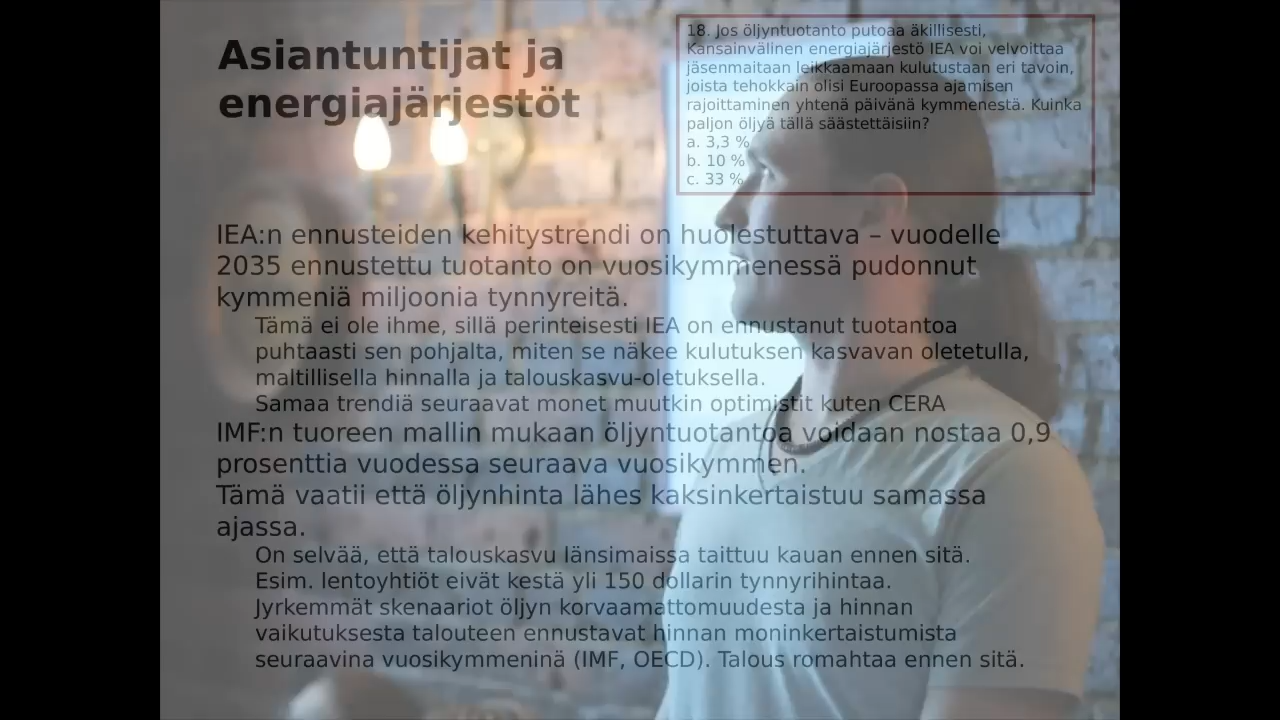 Asiantuntijat ja
energiajärjestöt
18. Jos öljyntuotanto putoaa äkillisesti,
Kansainvälinen energiajärjestö IEA voi velvoittaa
jäsenmaitaan leikkaamaan kulutustaan eri tavoin,
joista tehokkain olisi Euroopassa ajamisen
rajoittaminen yhtenä päivänä kymmenestä. Kuinka
paljon öljyä tällä säästettäisiin?
a. 3,3 %
b. 10 %
c. 33 %
IEA:n ennusteiden kehitystrendi on huolestuttava – vuodelle
2035 ennustettu tuotanto on vuosikymmenessä pudonnut
kymmeniä miljoonia tynnyreitä.
Tämä ei ole ihme, sillä perinteisesti IEA on ennustanut tuotantoa
puhtaasti sen pohjalta, miten se näkee kulutuksen kasvavan oletetulla,
maltillisella hinnalla ja talouskasvu-oletuksella.
Samaa trendiä seuraavat monet muutkin optimistit kuten CERA
IMF:n tuoreen mallin mukaan öljyntuotantoa voidaan nostaa 0,9
prosenttia vuodessa seuraava vuosikymmen.
Tämä vaatii että öljynhinta lähes kaksinkertaistuu samassa
ajassa.
On selvää, että talouskasvu länsimaissa taittuu kauan ennen sitä.
Esim. lentoyhtiöt eivät kestä yli 150 dollarin tynnyrihintaa.
Jyrkemmät skenaariot öljyn korvaamattomuudesta ja hinnan
vaikutuksesta talouteen ennustavat hinnan moninkertaistumista
seuraavina vuosikymmeninä (IMF, OECD). Talous romahtaa ennen sitä.